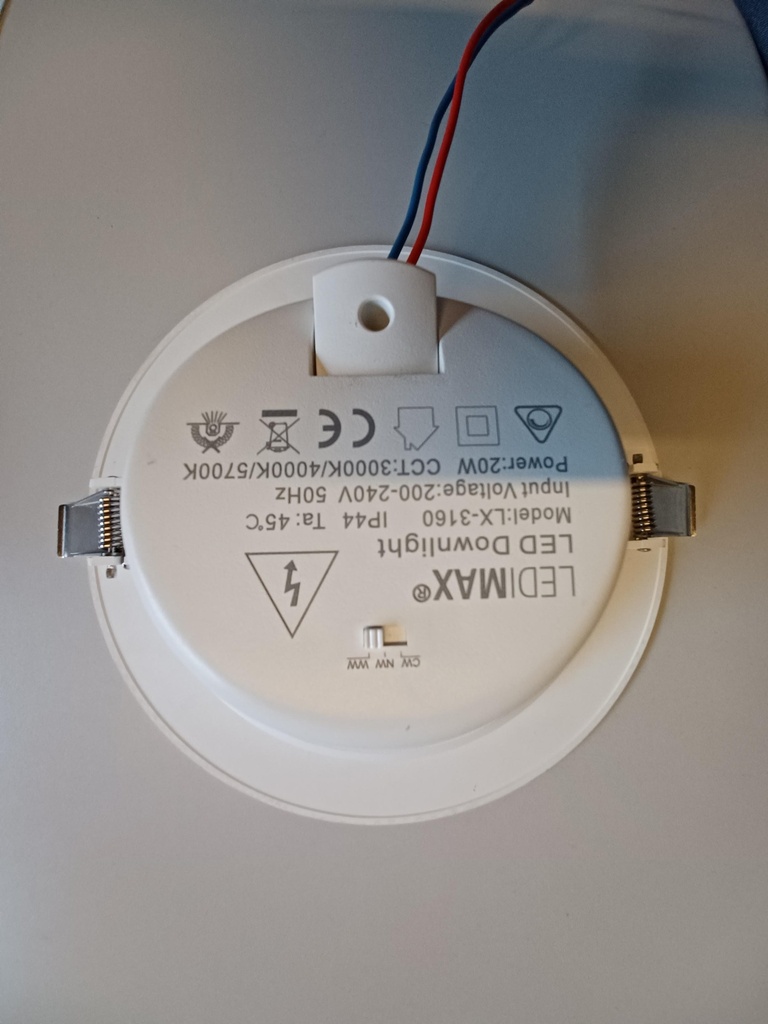 LEDIMAX®
LED Downlight
Model:LX-3160 IP44 Ta: 45°C
Input Voltage:200-240V 50Hz
Power:20W CCT:3000K/4000K/5700K
CE
CW NW WW